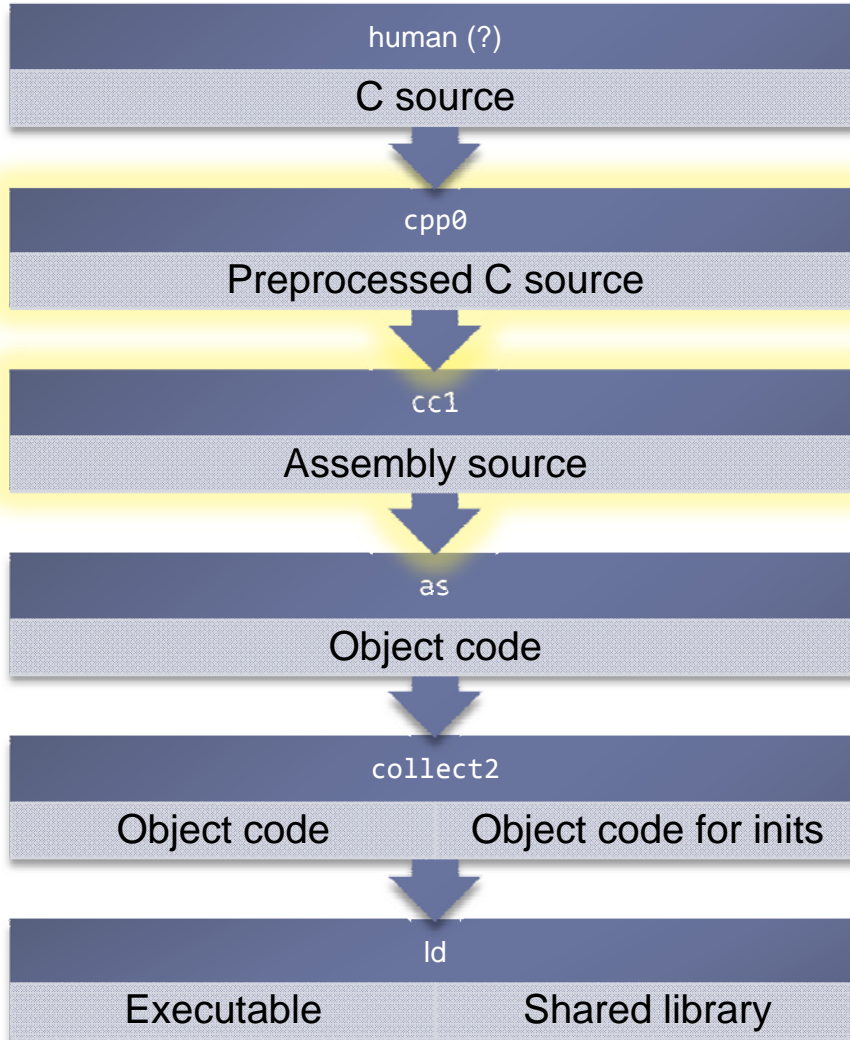 human (?)
C source
cpp0
Preprocessed C source
cc1
Assembly source
as
Object code
collect2
Object code Object code for inits
ld
Executable Shared library